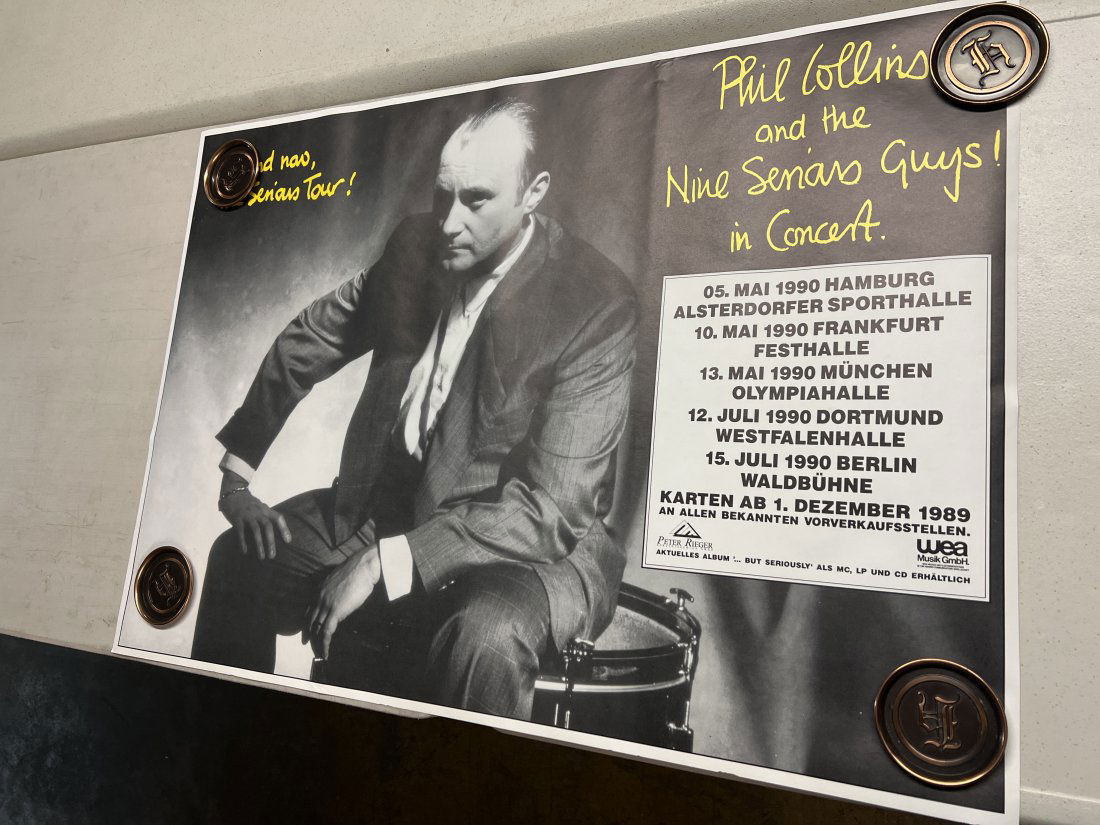 nd now,
Serious Tour!
Phil Collins
and the
Nine Serious Guys!
in Concert.
05. MAI 1990 HAMBURG
ALSTERDORFER SPORTHALLE
10. MAI 1990 FRANKFURT
FESTHALLE
13. MAI 1990 MÜNCHEN
OLYMPIAHALLE
12. JULI 1990 DORTMUND
WESTFALENHALLE
15. JULI 1990 BERLIN
WALDBÜHNE
KARTEN AB 1. DEZEMBER 1989
AN ALLEN BEKANNTEN VORVERKAUFSSTELLEN.
PETER RIEGER
wea
Musik GmbH.
AKTUELLES ALBUM '... BUT SERIOUSLY' ALS MC, LP UND CD ERHÄLTLICH